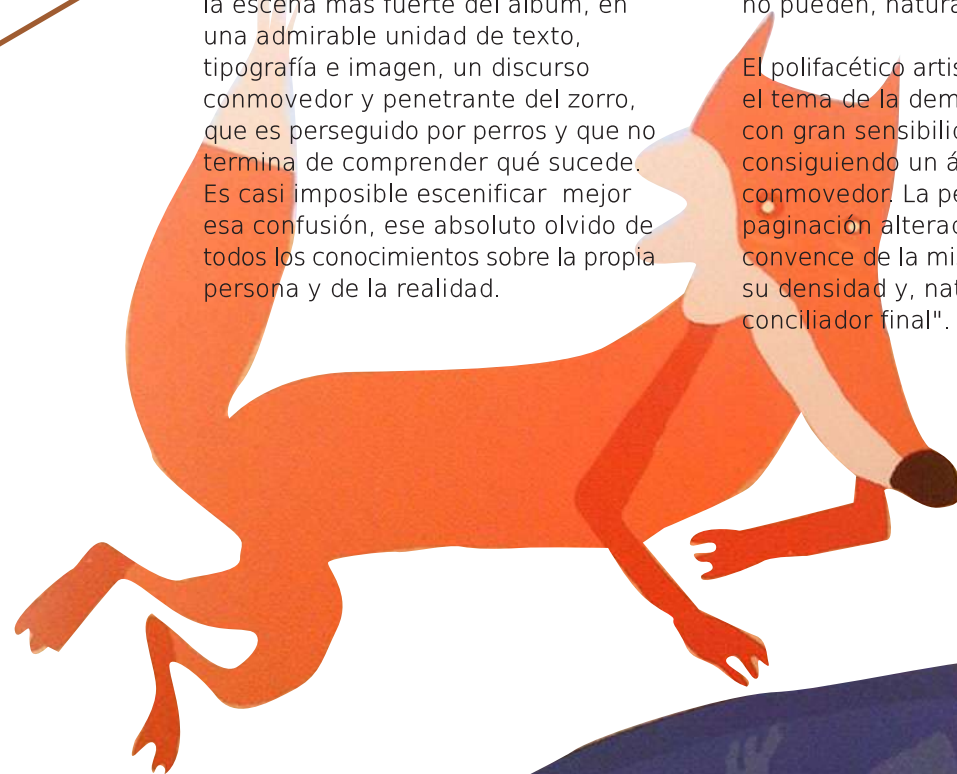 la escena más fuerte del álbum, en
una admirable unidad de texto,
tipografía e imagen, un discurso
conmovedor y penetrante del zorro,
que es perseguido por perros y que no
termina de comprender qué sucede.
Es casi imposible escenificar  mejor
esa confusión, ese absoluto olvido de
todos los conocimientos sobre la propia
persona y de la realidad.
no pueden, natura
El polifacético artis
el tema de la dem
con gran sensibilid
consiguiendo un á
conmovedor. La pe
paginación alterad
convence de la mi
su densidad y, nat
conciliador final".